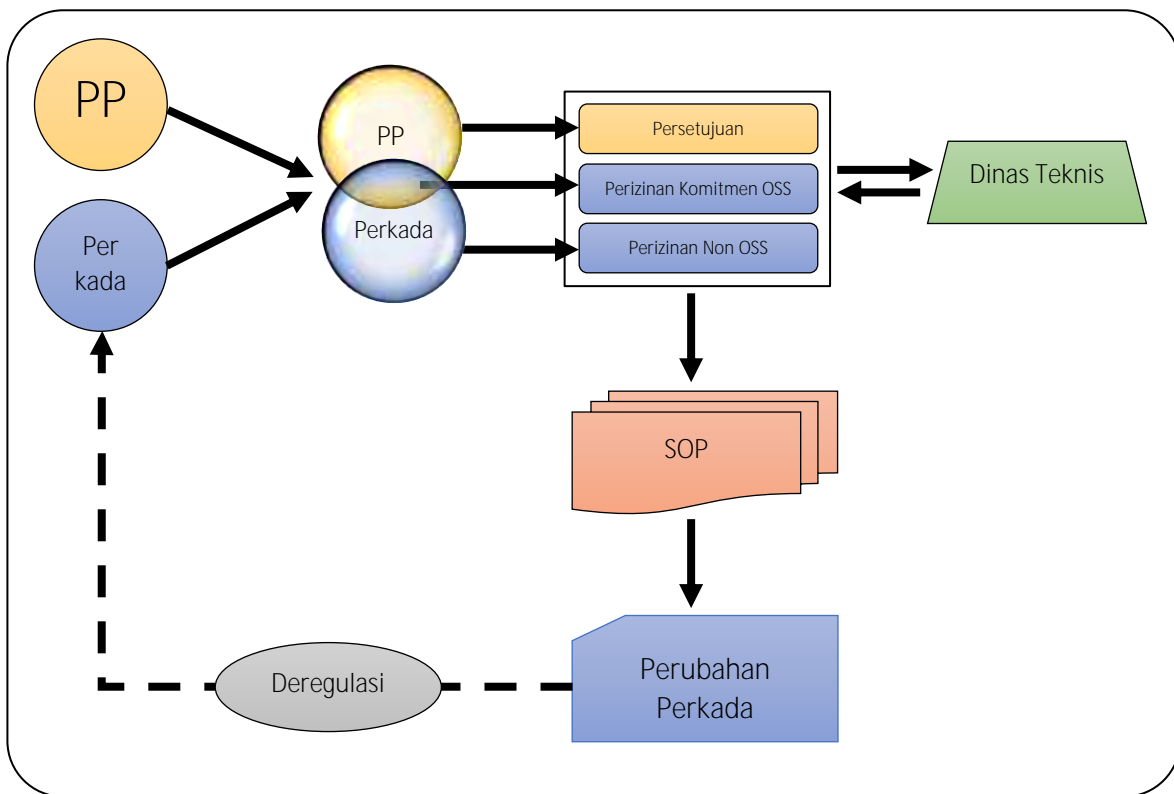 PP
Per
kada
PP
Perkada
Persetujuan
Perizinan Komitmen OSS
Perizinan Non OSS
Dinas Teknis
SOP
Deregulasi
Perubahan
Perkada